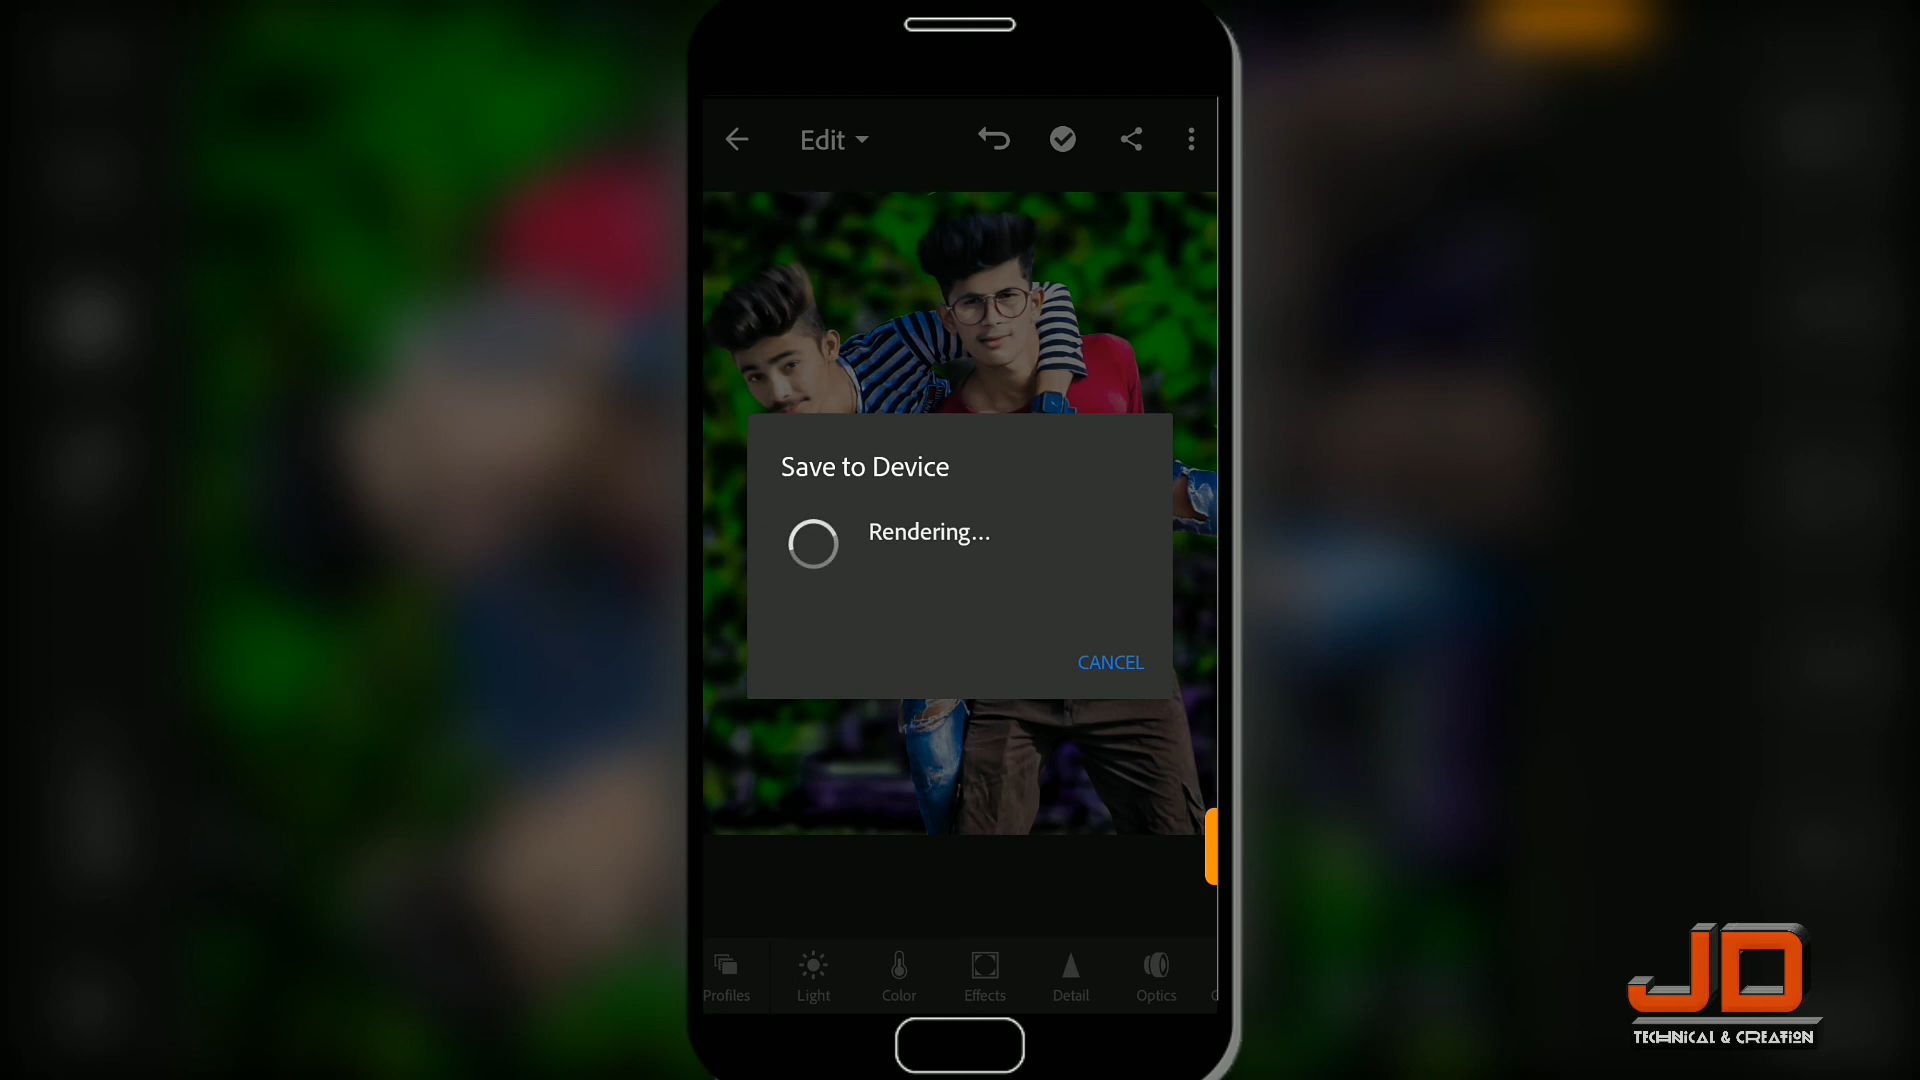 Edit
Save to Device
Rendering...
CANCEL
Profiles
Light
Color
Effects
Detail
Optics
JD
TECHNICAL & CREATION